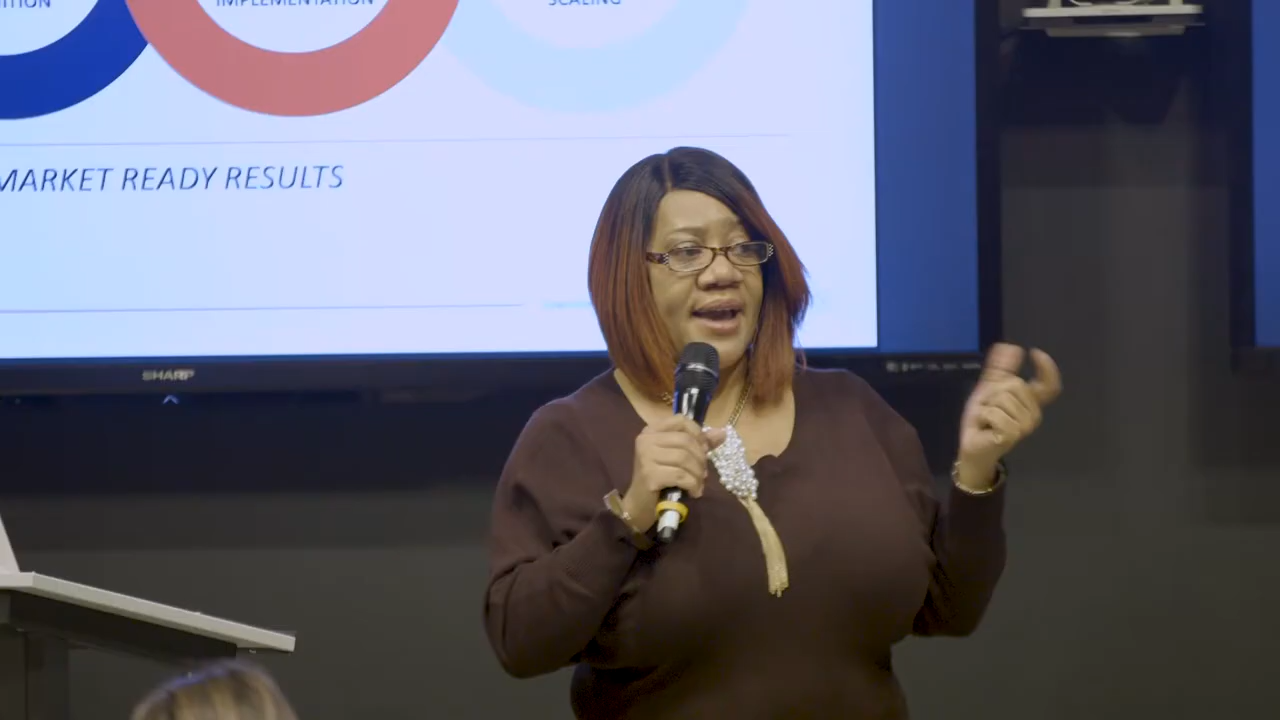 IMPLEMENTATION
SCALING
MARKET READY RESULTS
SHARP